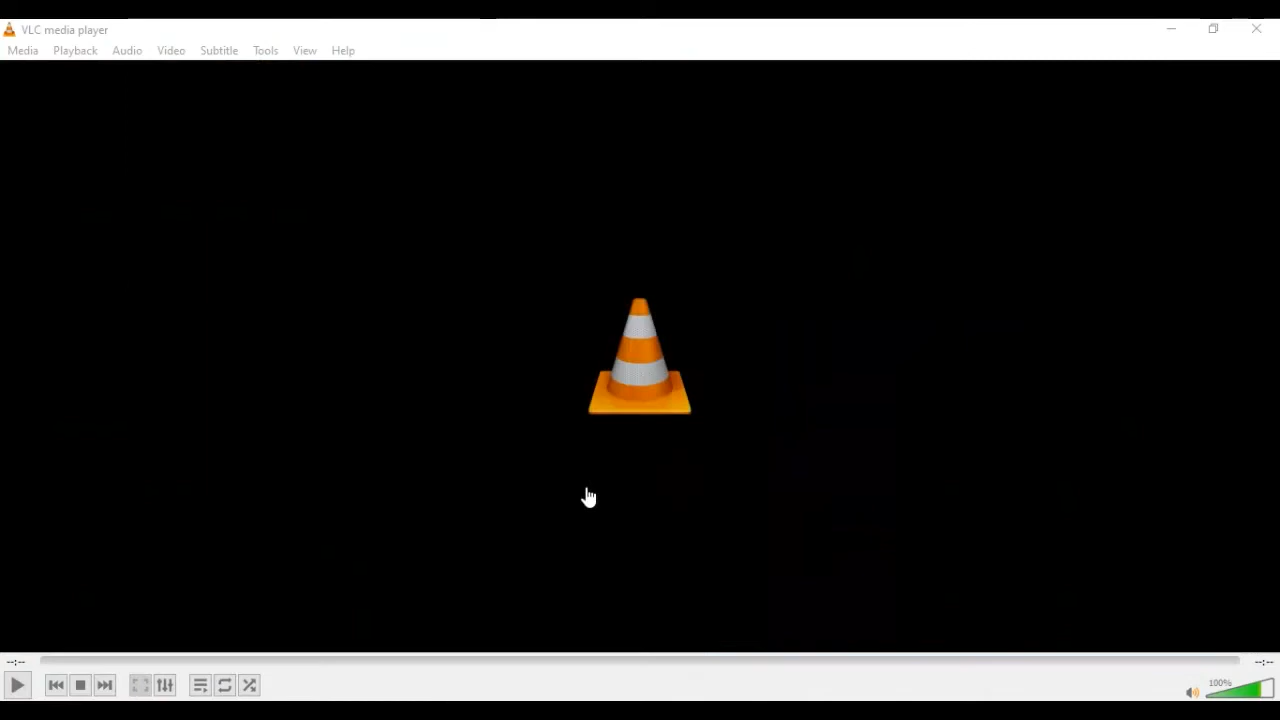 VLC media player
Media Playback Audio Video Subtitle Tools View Help
--:-- --:--
100%